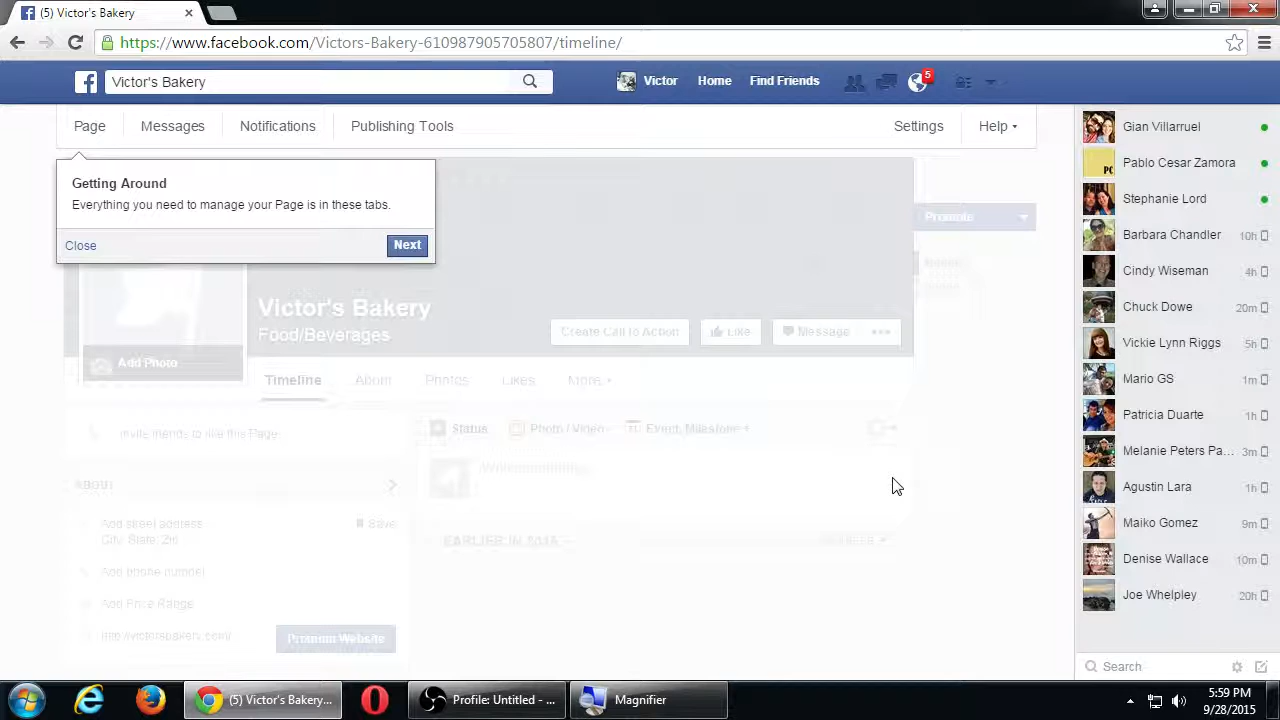 (5) Victor's Bakery
https://www.facebook.com/Victors-Bakery-610987905705807/timeline/
Victor's Bakery
Victor
Home
Find Friends
5
Page
Messages
Notifications
Publishing Tools
Settings
Help
Getting Around
Everything you need to manage your Page is in these tabs.
Close
Next
Promote
Victor's Bakery
Food/Beverages
Create Call to Action
Like
Message
Add Photo
Timeline
About
Photos
Likes
More
Invite friends to like this Page
Status
Photo / Video
Event, Milestone +
ABOUT
Add street address
City, State, Zip
Save
Add phone number
Add Price Range
http://victorsbakery.com/
Promote Website
EARLIER IN 2015
Gian Villarruel
Pablo Cesar Zamora
PC
Stephanie Lord
Barbara Chandler 10h
Cindy Wiseman 4h
Chuck Dowe 20m
Vickie Lynn Riggs 5h
Mario GS 1m
Patricia Duarte 1h
Melanie Peters Pa... 3m
Agustin Lara 1h
Maiko Gomez 9m
Denise Wallace 10m
Joe Whelpley 20h
Search
(5) Victor's Bakery...
Profile: Untitled - ...
Magnifier
5:59 PM
9/28/2015